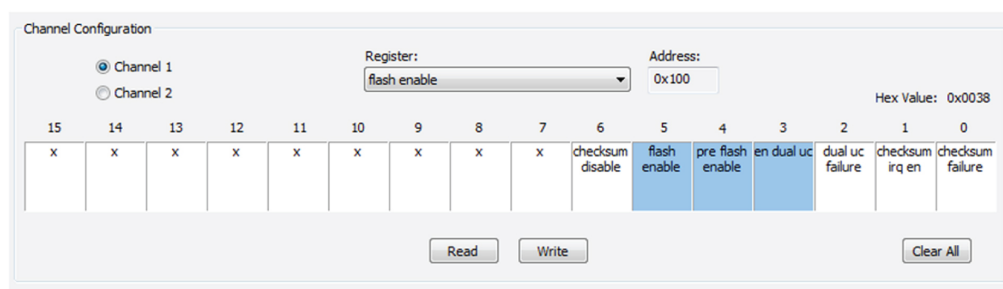 Channel Configuration
Channel 1
Channel 2
Register:
flash enable
Address:
0x100
Hex Value: 0x0038
15 14 13 12 11 10 9 8 7 6 5 4 3 2 1 0
x x x x x x x x x checksum disable flash enable pre flash enable en dual uc dual uc failure checksum irq en checksum failure
Read Write Clear All